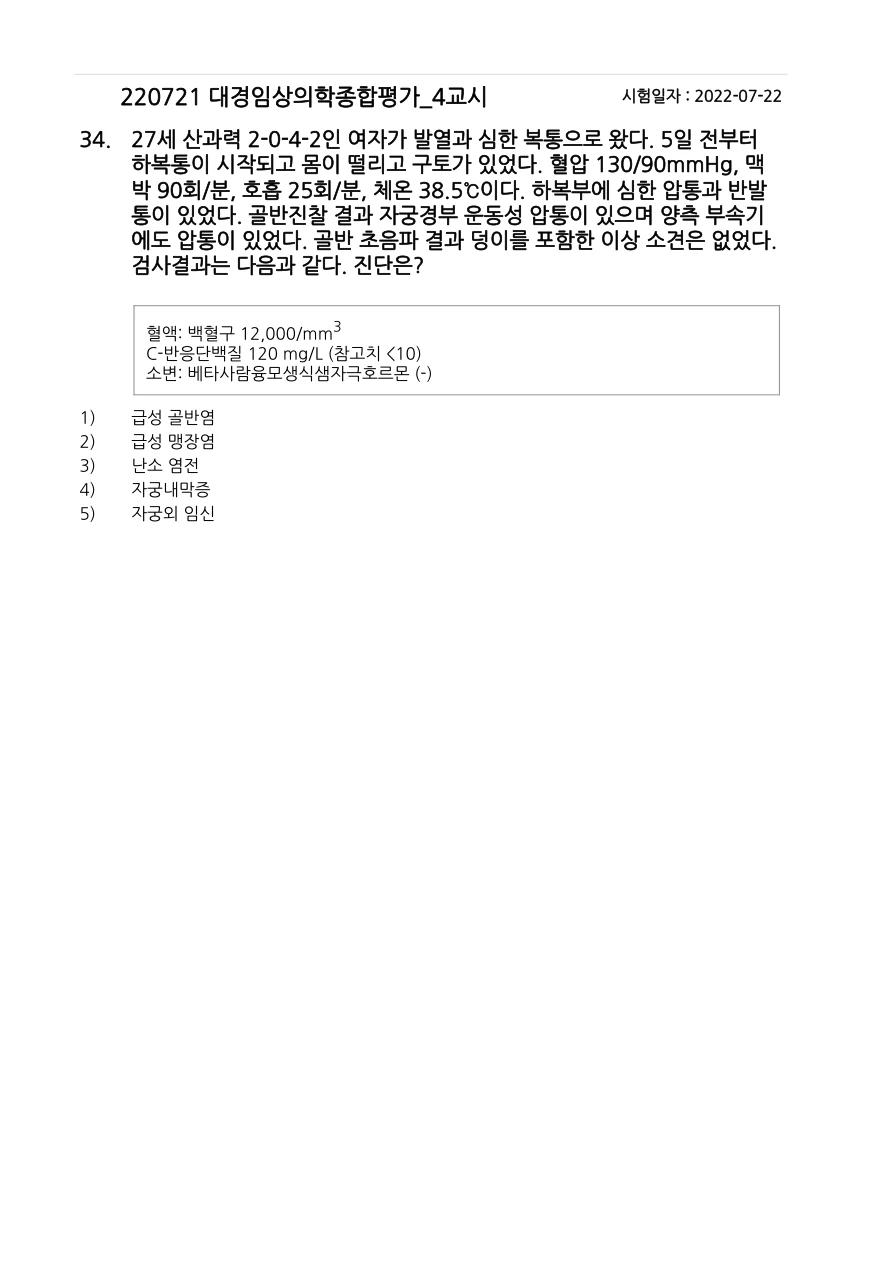 220721 대경임상의학종합평가_4교시 시험일자 : 2022-07-22
34. 27세 산과력 2-0-4-2인 여자가 발열과 심한 복통으로 왔다. 5일 전부터
하복통이 시작되고 몸이 떨리고 구토가 있었다. 혈압 130/90mmHg, 맥
박 90회/분, 호흡 25회/분, 체온 38.5℃이다. 하복부에 심한 압통과 반발
통이 있었다. 골반진찰 결과 자궁경부 운동성 압통이 있으며 양측 부속기
에도 압통이 있었다. 골반 초음파 결과 덩이를 포함한 이상 소견은 없었다.
검사결과는 다음과 같다. 진단은?
혈액: 백혈구 12,000/mm³
C-반응단백질 120 mg/L (참고치 <10)
소변: 베타사람융모생식샘자극호르몬 (-)
1) 급성 골반염
2) 급성 맹장염
3) 난소 염전
4) 자궁내막증
5) 자궁외 임신